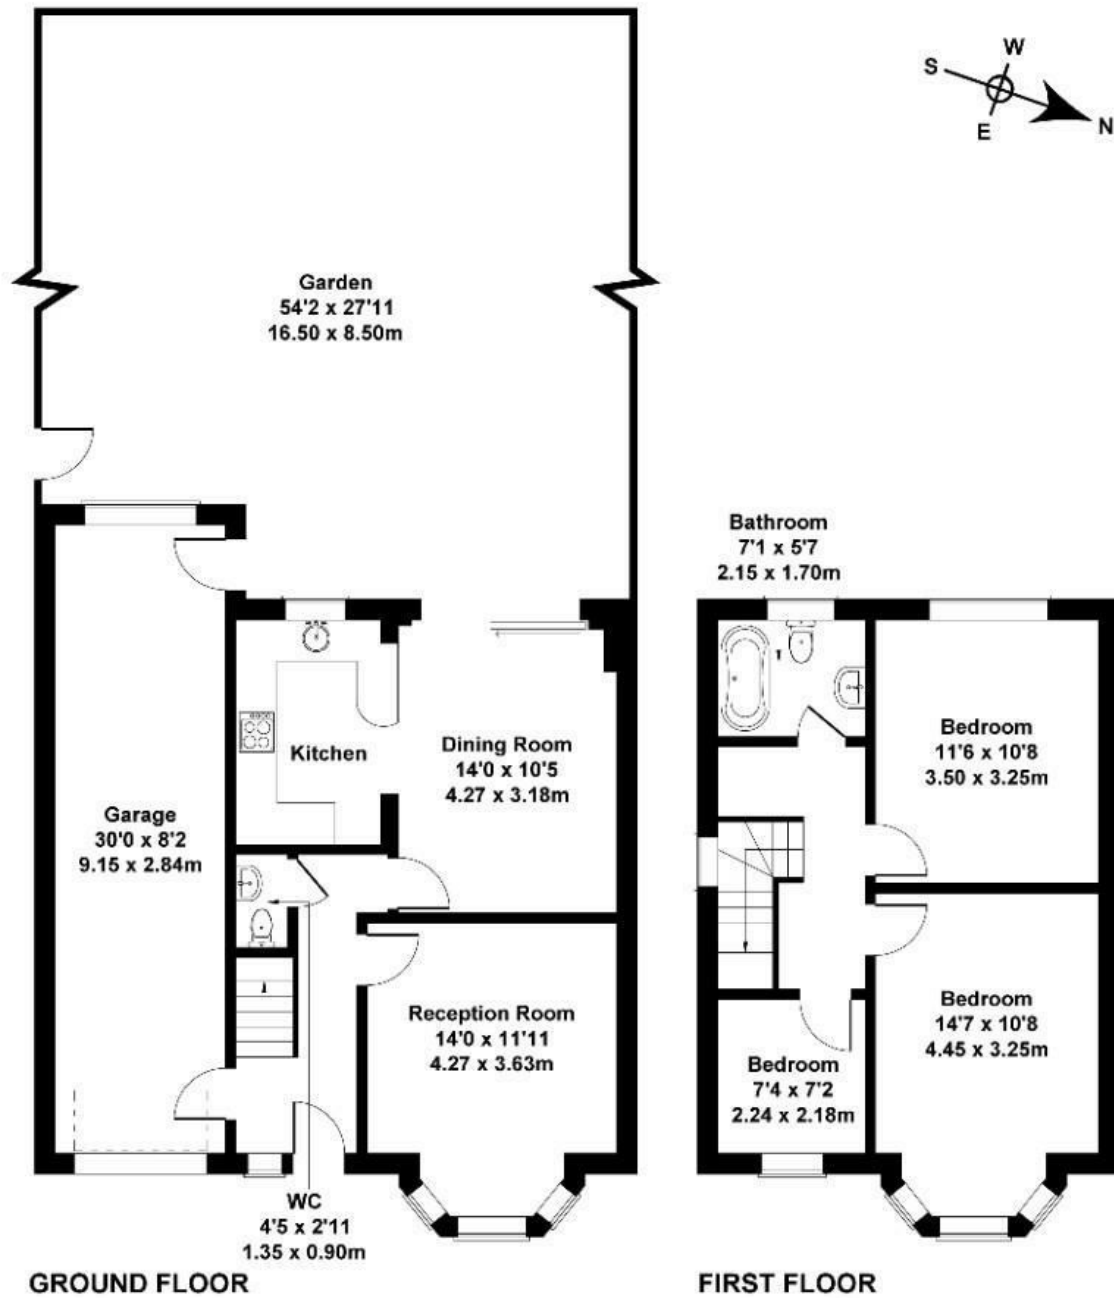 W
S
E
N
Garden
54'2 x 27'11
16.50 x 8.50m
Bathroom
7'1 x 5'7
2.15 x 1.70m
Kitchen
Dining Room
14'0 x 10'5
4.27 x 3.18m
Bedroom
11'6 x 10'8
3.50 x 3.25m
Garage
30'0 x 8'2
9.15 x 2.84m
Reception Room
14'0 x 11'11
4.27 x 3.63m
Bedroom
14'7 x 10'8
4.45 x 3.25m
Bedroom
7'4 x 7'2
2.24 x 2.18m
WC
4'5 x 2'11
1.35 x 0.90m
GROUND FLOOR
FIRST FLOOR